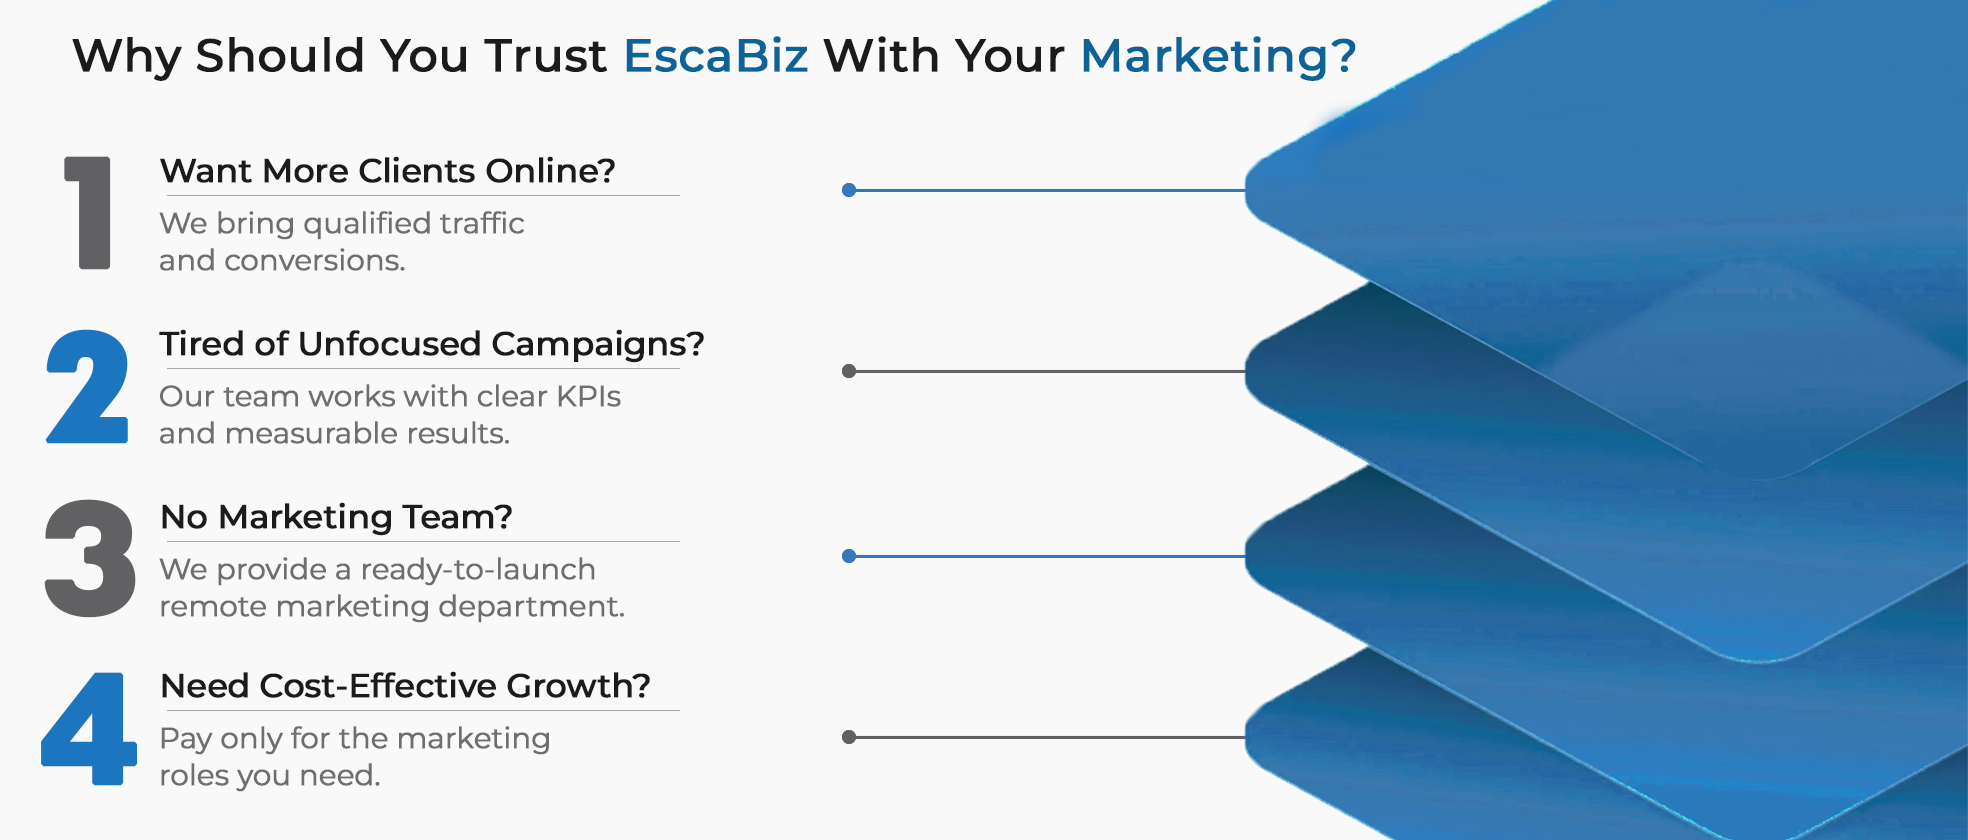 Why Should You Trust EscaBiz With Your Marketing?
1
Want More Clients Online?
We bring qualified traffic
and conversions.
2
Tired of Unfocused Campaigns?
Our team works with clear KPIs
and measurable results.
3
No Marketing Team?
We provide a ready-to-launch
remote marketing department.
4
Need Cost-Effective Growth?
Pay only for the marketing
roles you need.